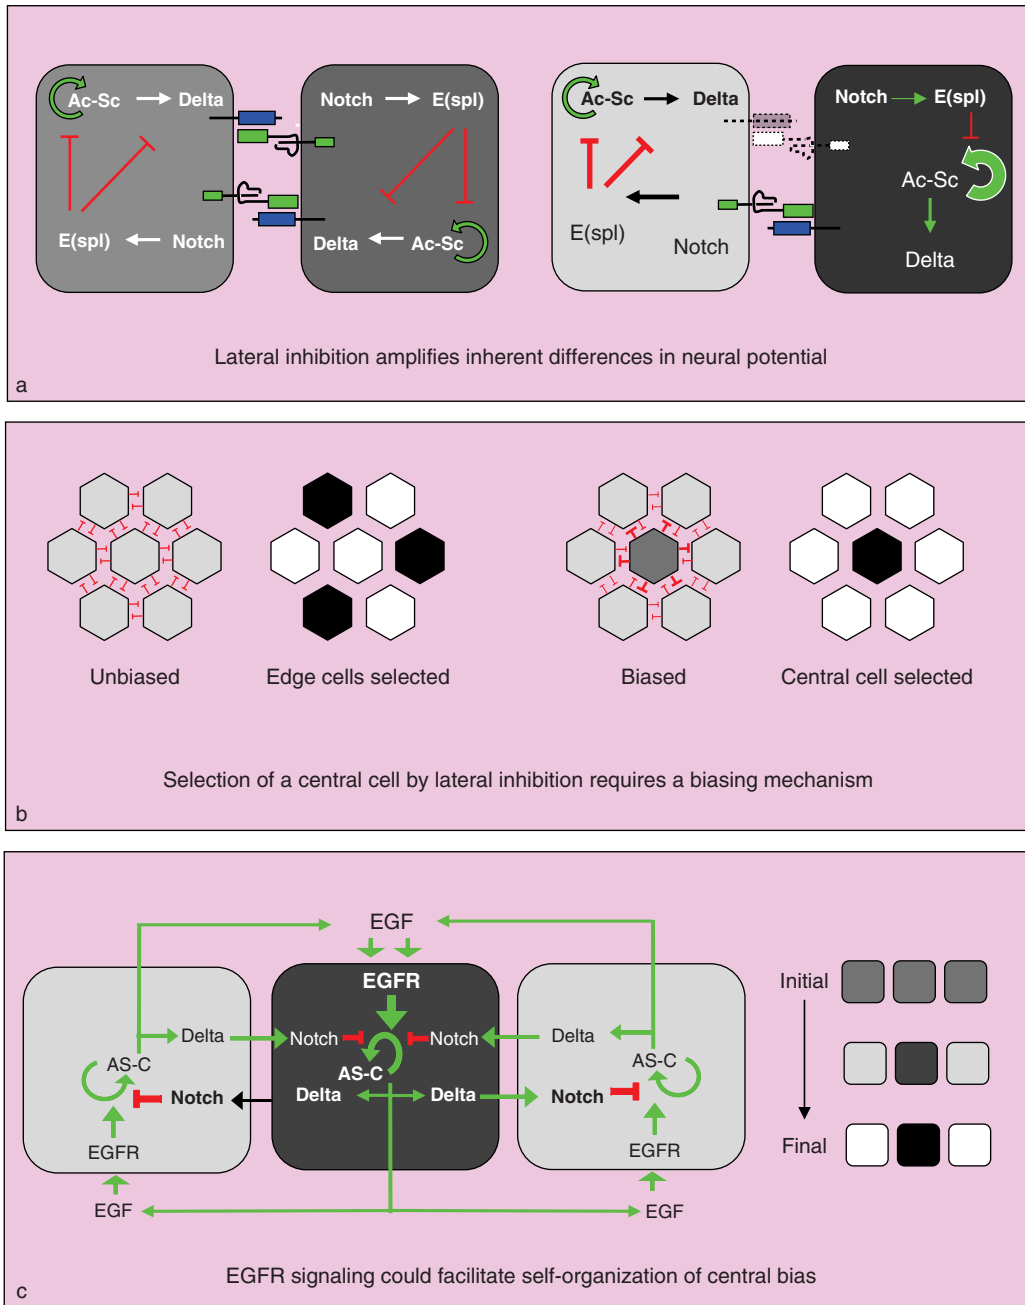 Ac-Sc Delta Notch E(spl)
E(spl) Notch Delta Ac-Sc
Ac-Sc Delta Notch E(spl)
Ac-Sc
E(spl) Notch Delta
Lateral inhibition amplifies inherent differences in neural potential
a
Unbiased Edge cells selected Biased Central cell selected
Selection of a central cell by lateral inhibition requires a biasing mechanism
b
EGF
EGFR
Initial
Delta Notch Notch Delta
AS-C AS-C AS-C
Notch Delta Delta Notch
EGFR EGFR
Final
EGF EGF
EGFR signaling could facilitate self-organization of central bias
c